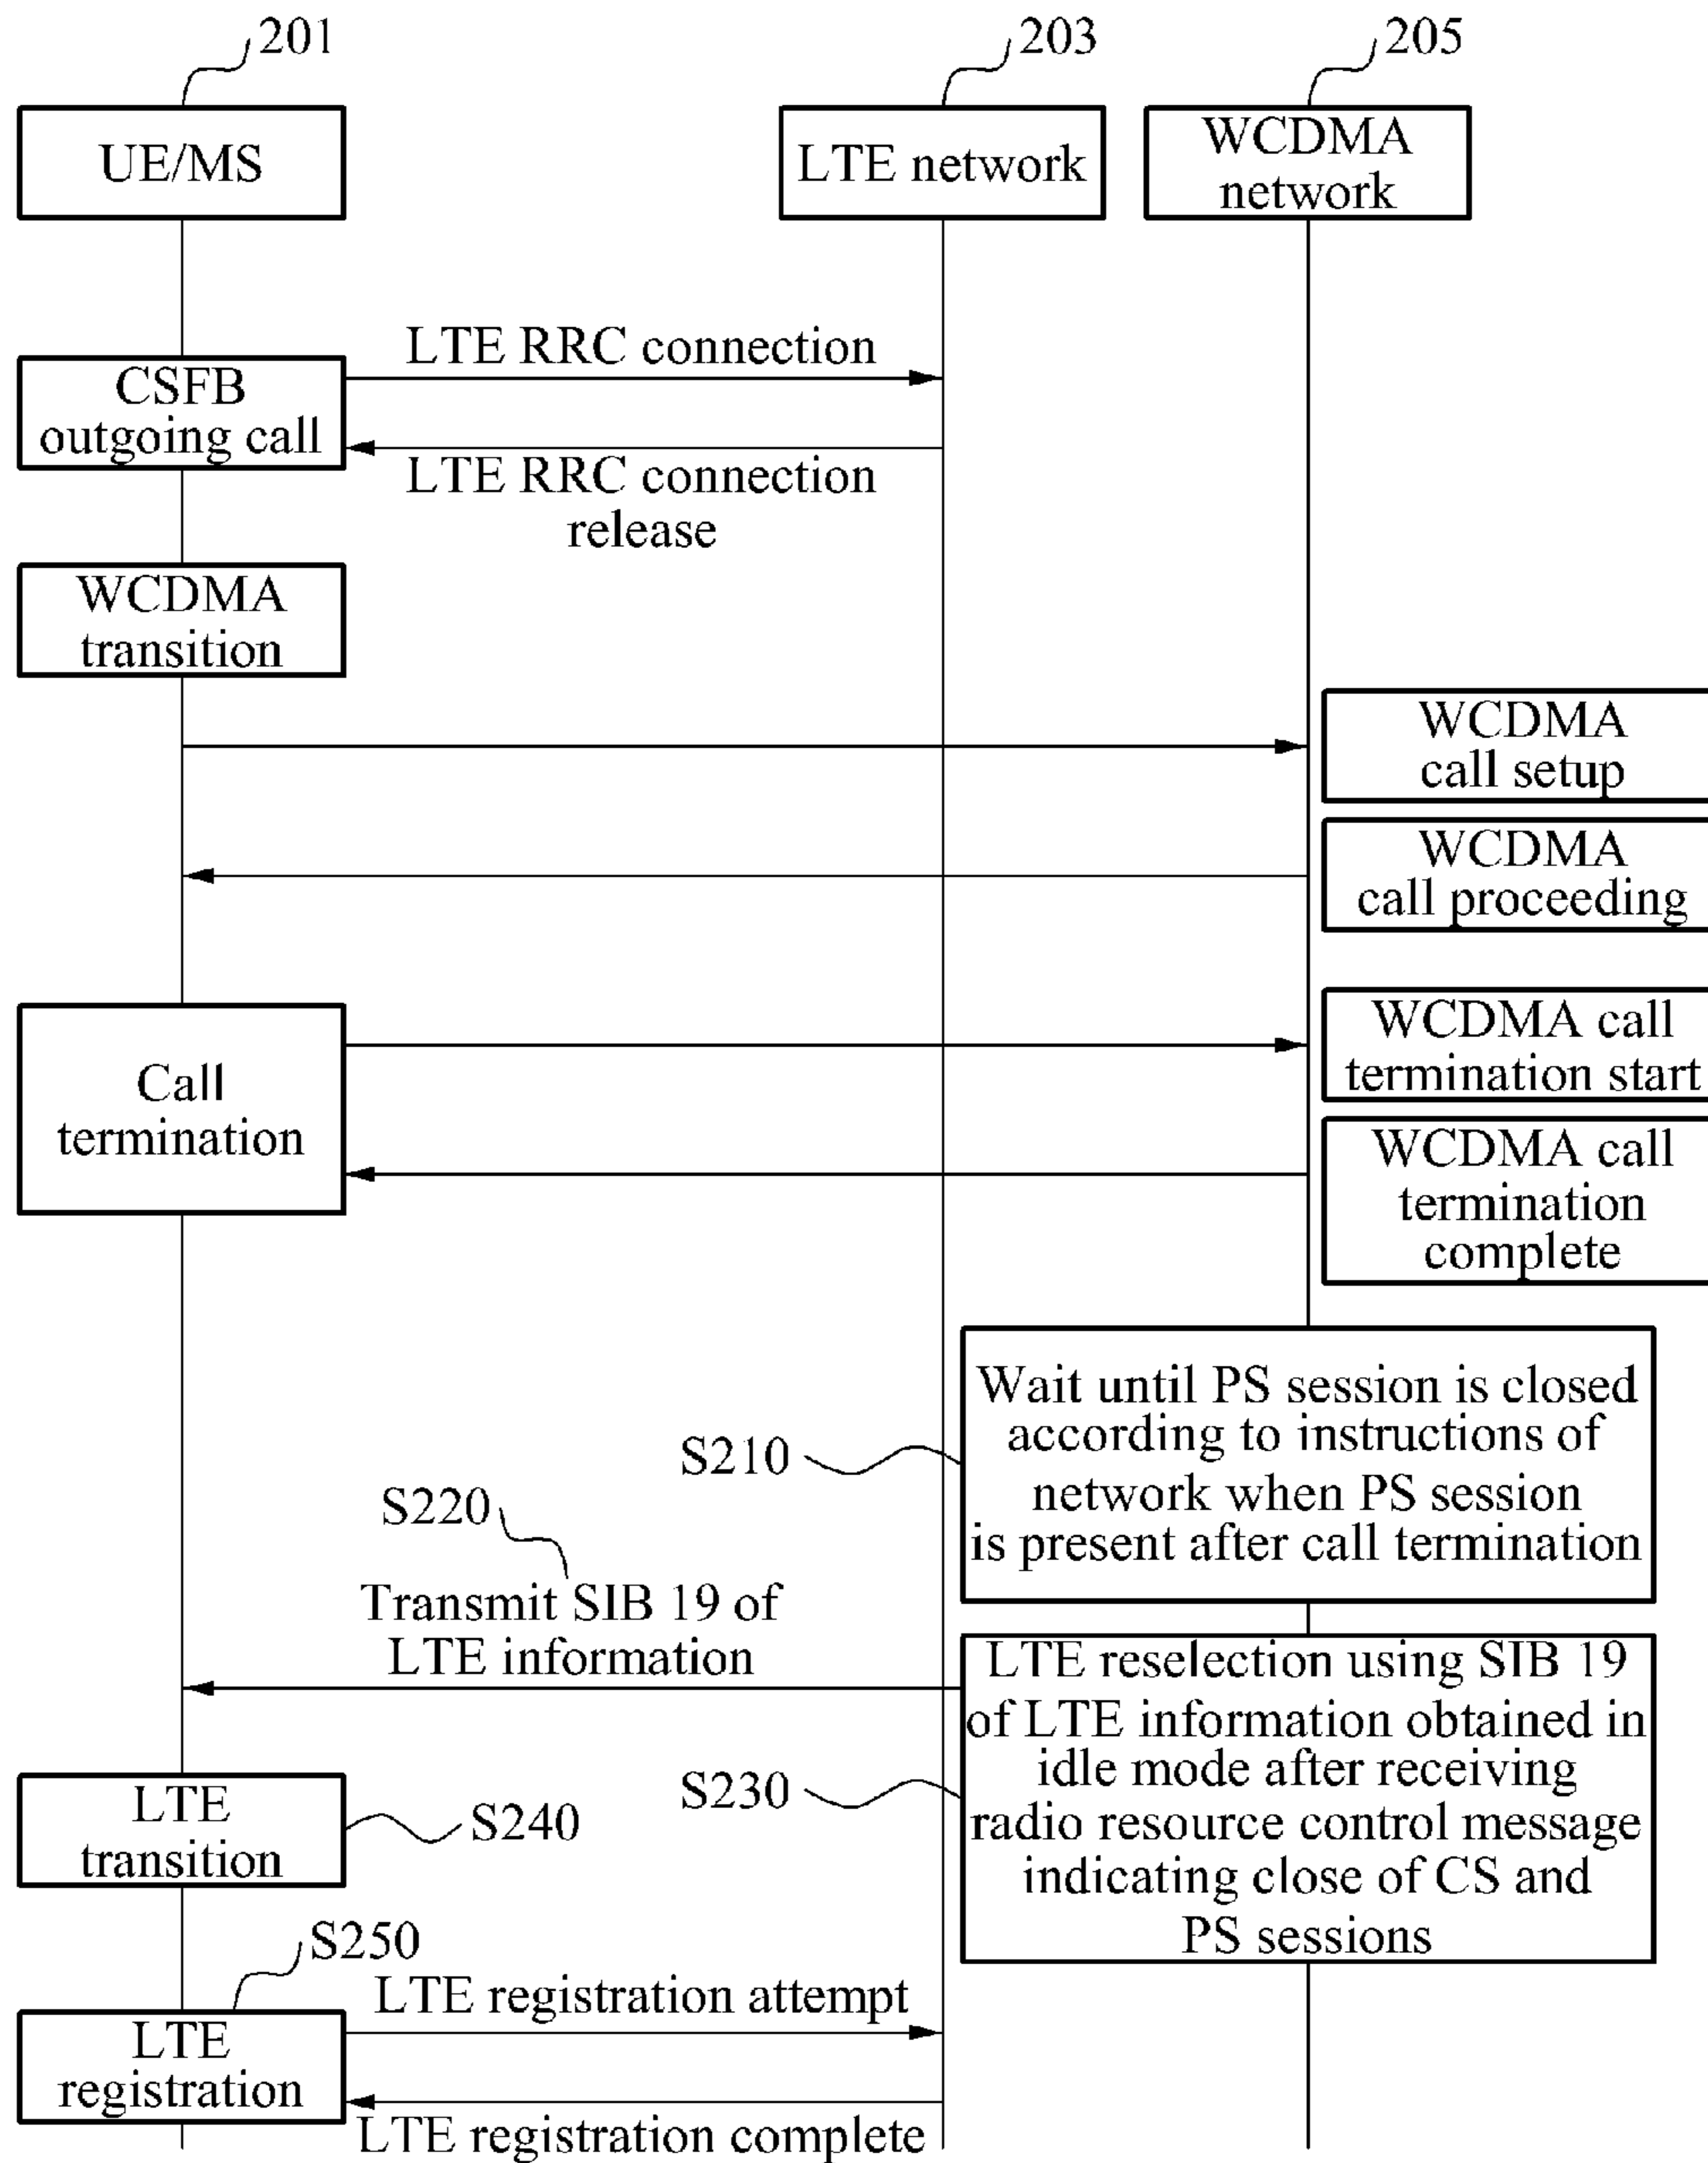 201
203
205
UE/MS
LTE network
WCDMA
network
LTE RRC connection
CSFB
outgoing call
LTE RRC connection
release
WCDMA
transition
WCDMA
call setup
WCDMA
call proceeding
WCDMA call
termination start
Call
termination
WCDMA call
termination
complete
Wait until PS session is closed
according to instructions of
network when PS session
is present after call termination
S210
S220
Transmit SIB 19 of
LTE information
LTE reselection using SIB 19
of LTE information obtained in
idle mode after receiving
radio resource control message
indicating close of CS and
PS sessions
S230
LTE
transition
S240
S250
LTE registration attempt
LTE
registration
LTE registration complete